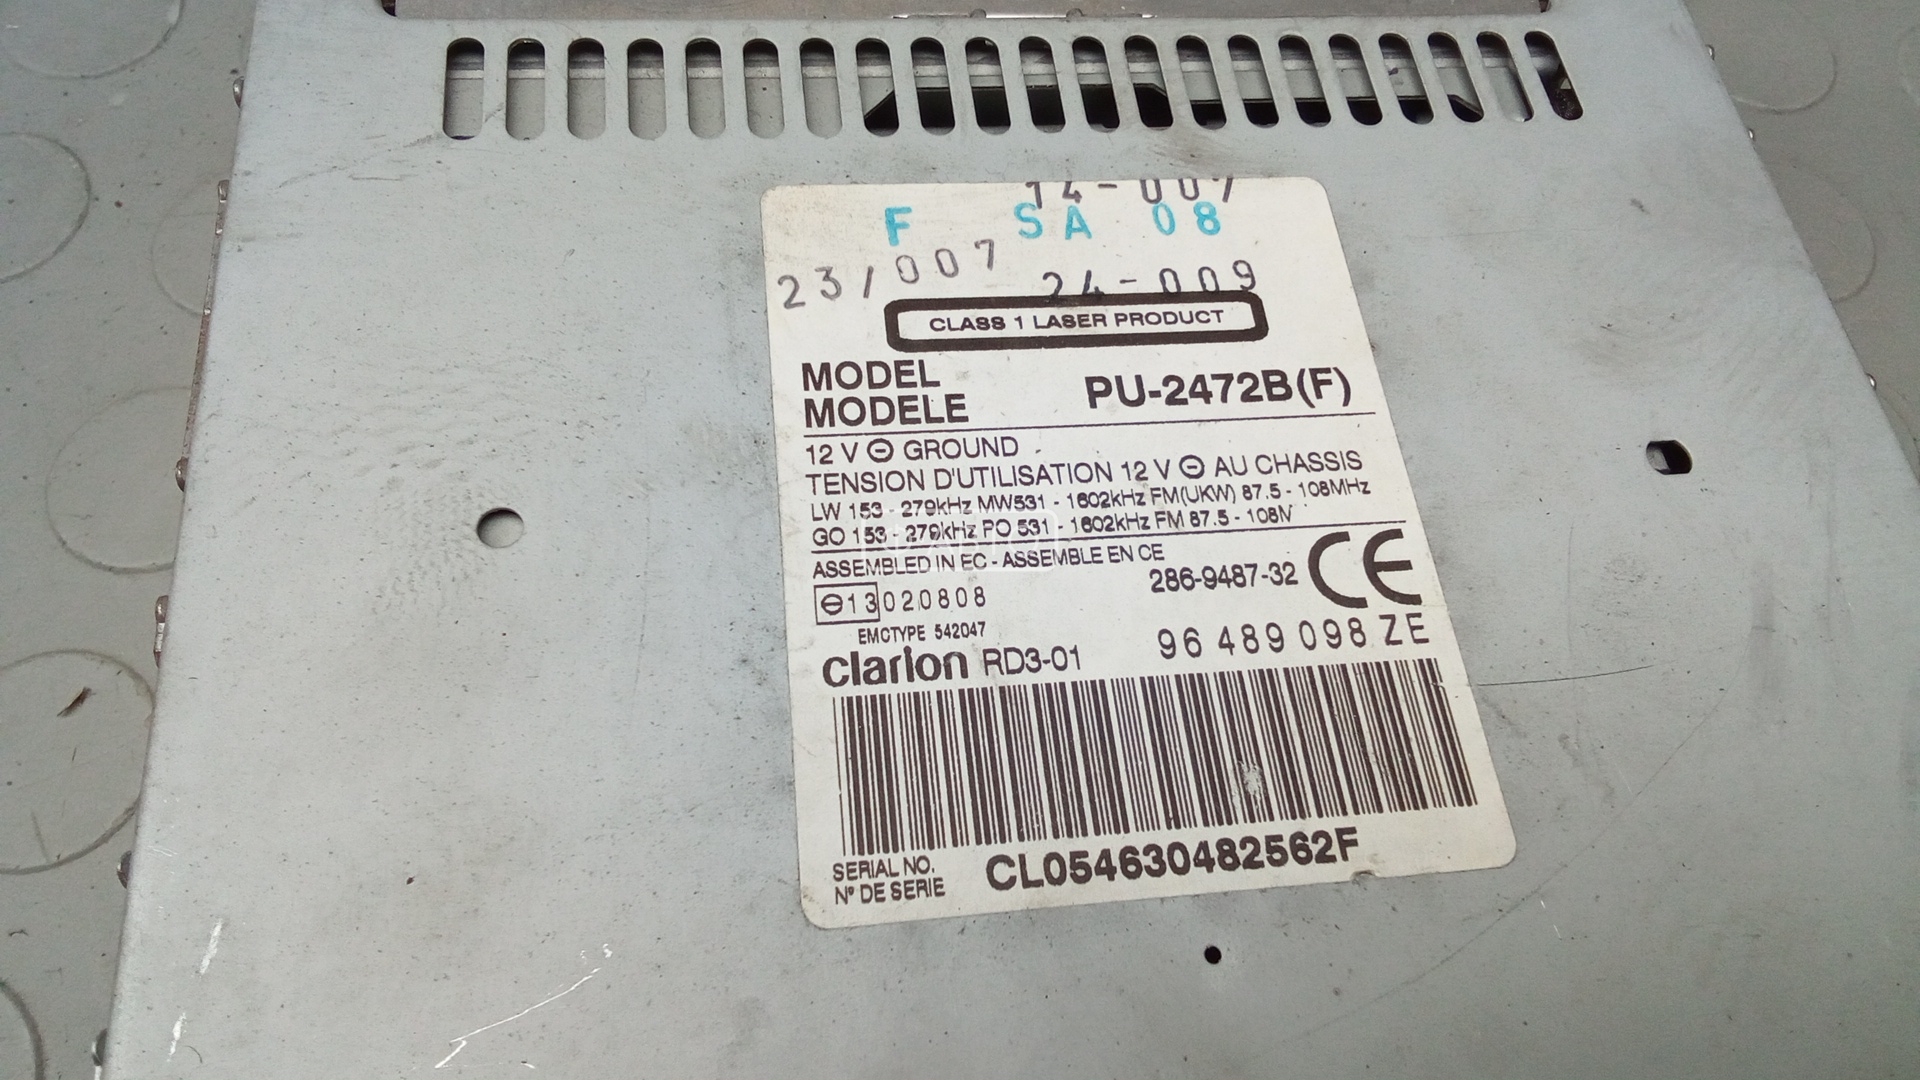 14-007
F SA 08
23/007
24-009
CLASS 1 LASER PRODUCT
MODEL
MODELE
PU-2472B(F)
12 V ⊖ GROUND
TENSION D'UTILISATION 12 V ⊖ AU CHASSIS
LW 153 - 279kHz MW531 - 1602kHz FM(UKW) 87.5 - 108MHz
GO 153 - 279kHz PO 531 - 1602kHz FM 87.5 - 108M
ASSEMBLED IN EC - ASSEMBLE EN CE
286-9487-32 CE
⊖13020808
EMCTYPE 542047
clarion RD3-01
96 489 098 ZE
SERIAL NO.
N° DE SERIE
CL054630482562F